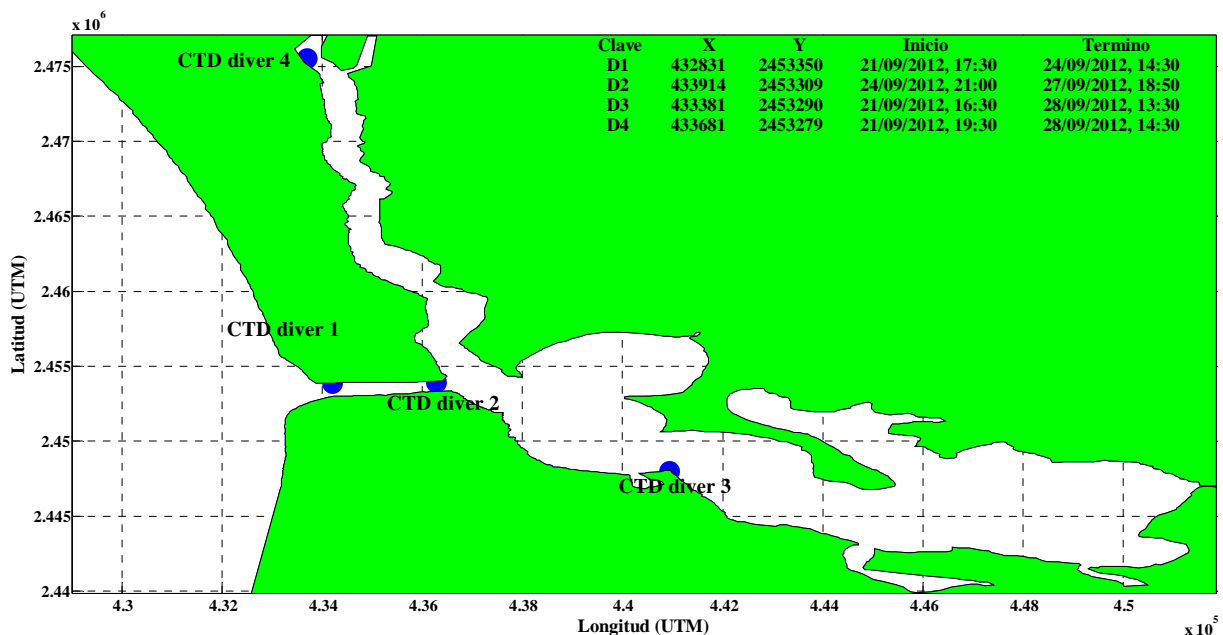 x 10⁶
Clave X Y Inicio Termino
D1 432831 2453350 21/09/2012, 17:30 24/09/2012, 14:30
D2 433914 2453309 24/09/2012, 21:00 27/09/2012, 18:50
D3 433381 2453290 21/09/2012, 16:30 28/09/2012, 13:30
D4 433681 2453279 21/09/2012, 19:30 28/09/2012, 14:30
CTD diver 4
CTD diver 1
CTD diver 2
CTD diver 3
2.475
2.47
2.465
2.46
2.455
2.45
2.445
2.44
Latitud (UTM)
4.3 4.32 4.34 4.36 4.38 4.4 4.42 4.44 4.46 4.48 4.5
Longitud (UTM)
x 10⁵